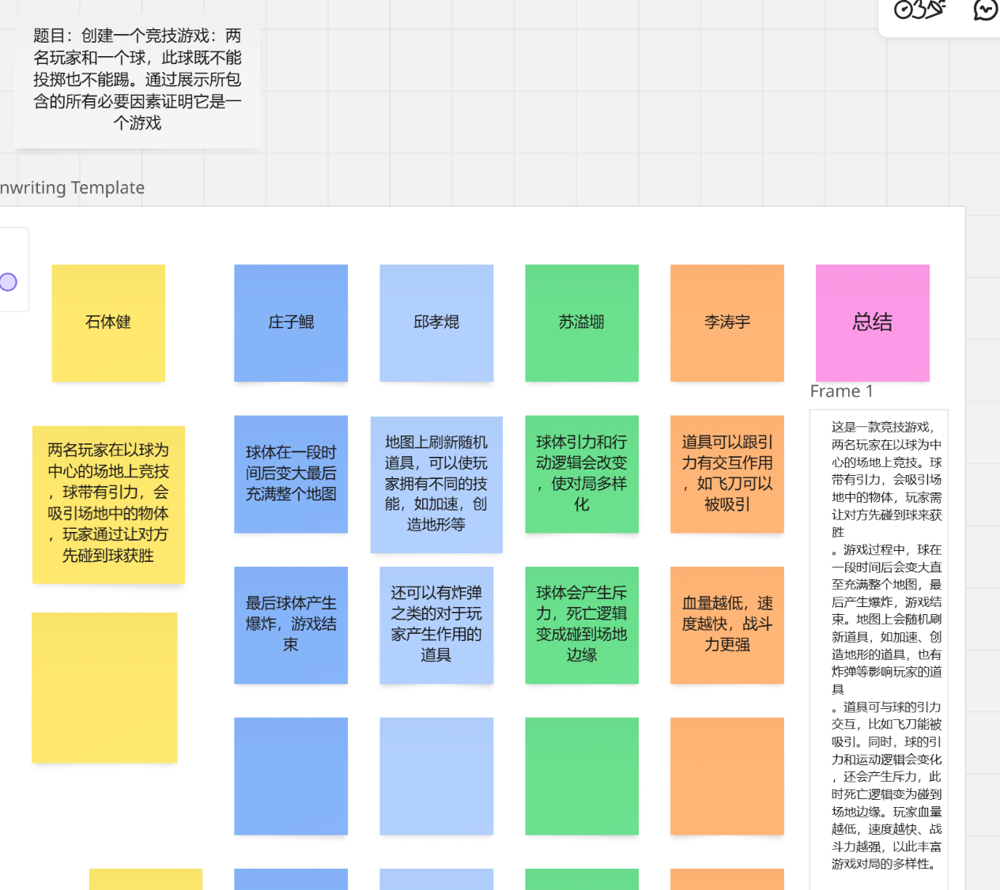 题目：创建一个竞技游戏：两
名玩家和一个球，此球既不能
投掷也不能踢。通过展示所包
含的所有必要因素证明它是一
个游戏
nwriting Template
石体健
庄子鲲
邱孝焜
苏溢堋
李涛宇
总结
Frame 1
两名玩家在以球为
中心的场地上竞技
，球带有引力，会
吸引场地中的物体
，玩家通过让对方
先碰到球获胜
球体在一段时
间后变大最后
充满整个地图
地图上刷新随机
道具，可以使玩
家拥有不同的技
能，如加速，创
造地形等
球体引力和行
动逻辑会改变
，使对局多样
化
道具可以跟引
力有交互作用
，如飞刀可以
被吸引
最后球体产生
爆炸，游戏结
束
还可以有炸弹
之类的对于玩
家产生作用的
道具
球体会产生斥
力，死亡逻辑
变成碰到场地
边缘
血量越低，速
度越快，战斗
力更强
这是一款竞技游戏，
两名玩家在以球为中
心的场地上竞技。球
带有引力，会吸引场
地中的物体，玩家需
让对方先碰到球来获
胜
。游戏过程中，球在
一段时间后会变大直
至充满整个地图，最
后产生爆炸，游戏结
束。地图上会随机刷
新道具，如加速、创
造地形的道具，也有
炸弹等影响玩家的道
具
。道具可与球的引力
交互，比如飞刀能被
吸引。同时，球的引
力和运动逻辑会变化
，还会产生斥力，此
时死亡逻辑变为碰到
场地边缘。玩家血量
越低，速度越快、战
斗力越强，以此丰富
游戏对局的多样性。